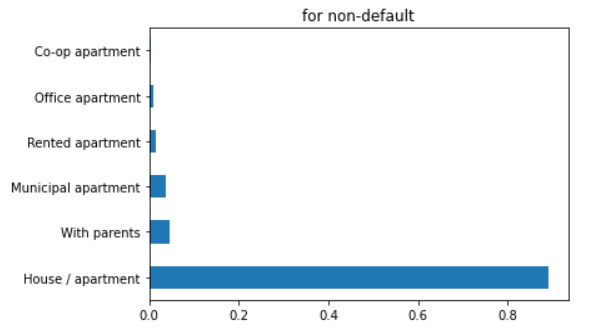 for non-default
Co-op apartment
Office apartment
Rented apartment
Municipal apartment
With parents
House / apartment
0.0 0.2 0.4 0.6 0.8